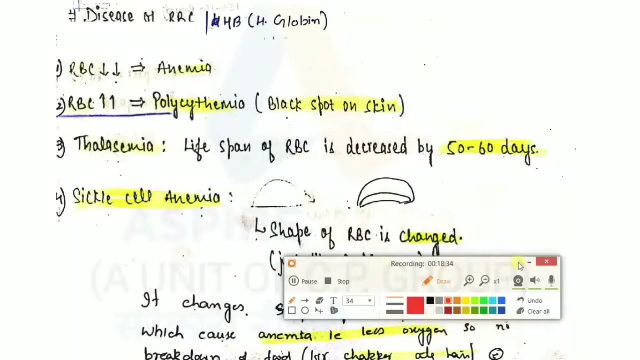 # Disease of RBC | HB (H. Globin)
1) RBC ↓↓ ⇒ Anemia
2) RBC ↑↑ ⇒ Polycythemia (Black spot on skin)
3) Thalasemia : Life span of RBC is decreased by 50-60 days.
4) Sickle cell Anemia :
↳ Shape of RBC is changed.
Recording: 00:18:34
Pause Stop Draw x1
34 Undo
Clear all
It changes.
which cause anemia ie less oxygen so
breakdown of food